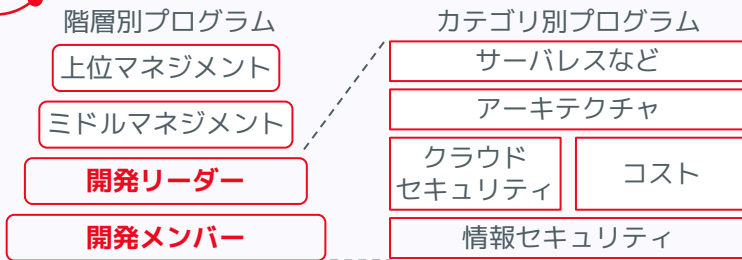 階層別プログラム
上位マネジメント
ミドルマネジメント
開発リーダー
開発メンバー
カテゴリ別プログラム
サーバレスなど
アーキテクチャ
クラウド
セキュリティ
コスト
情報セキュリティ